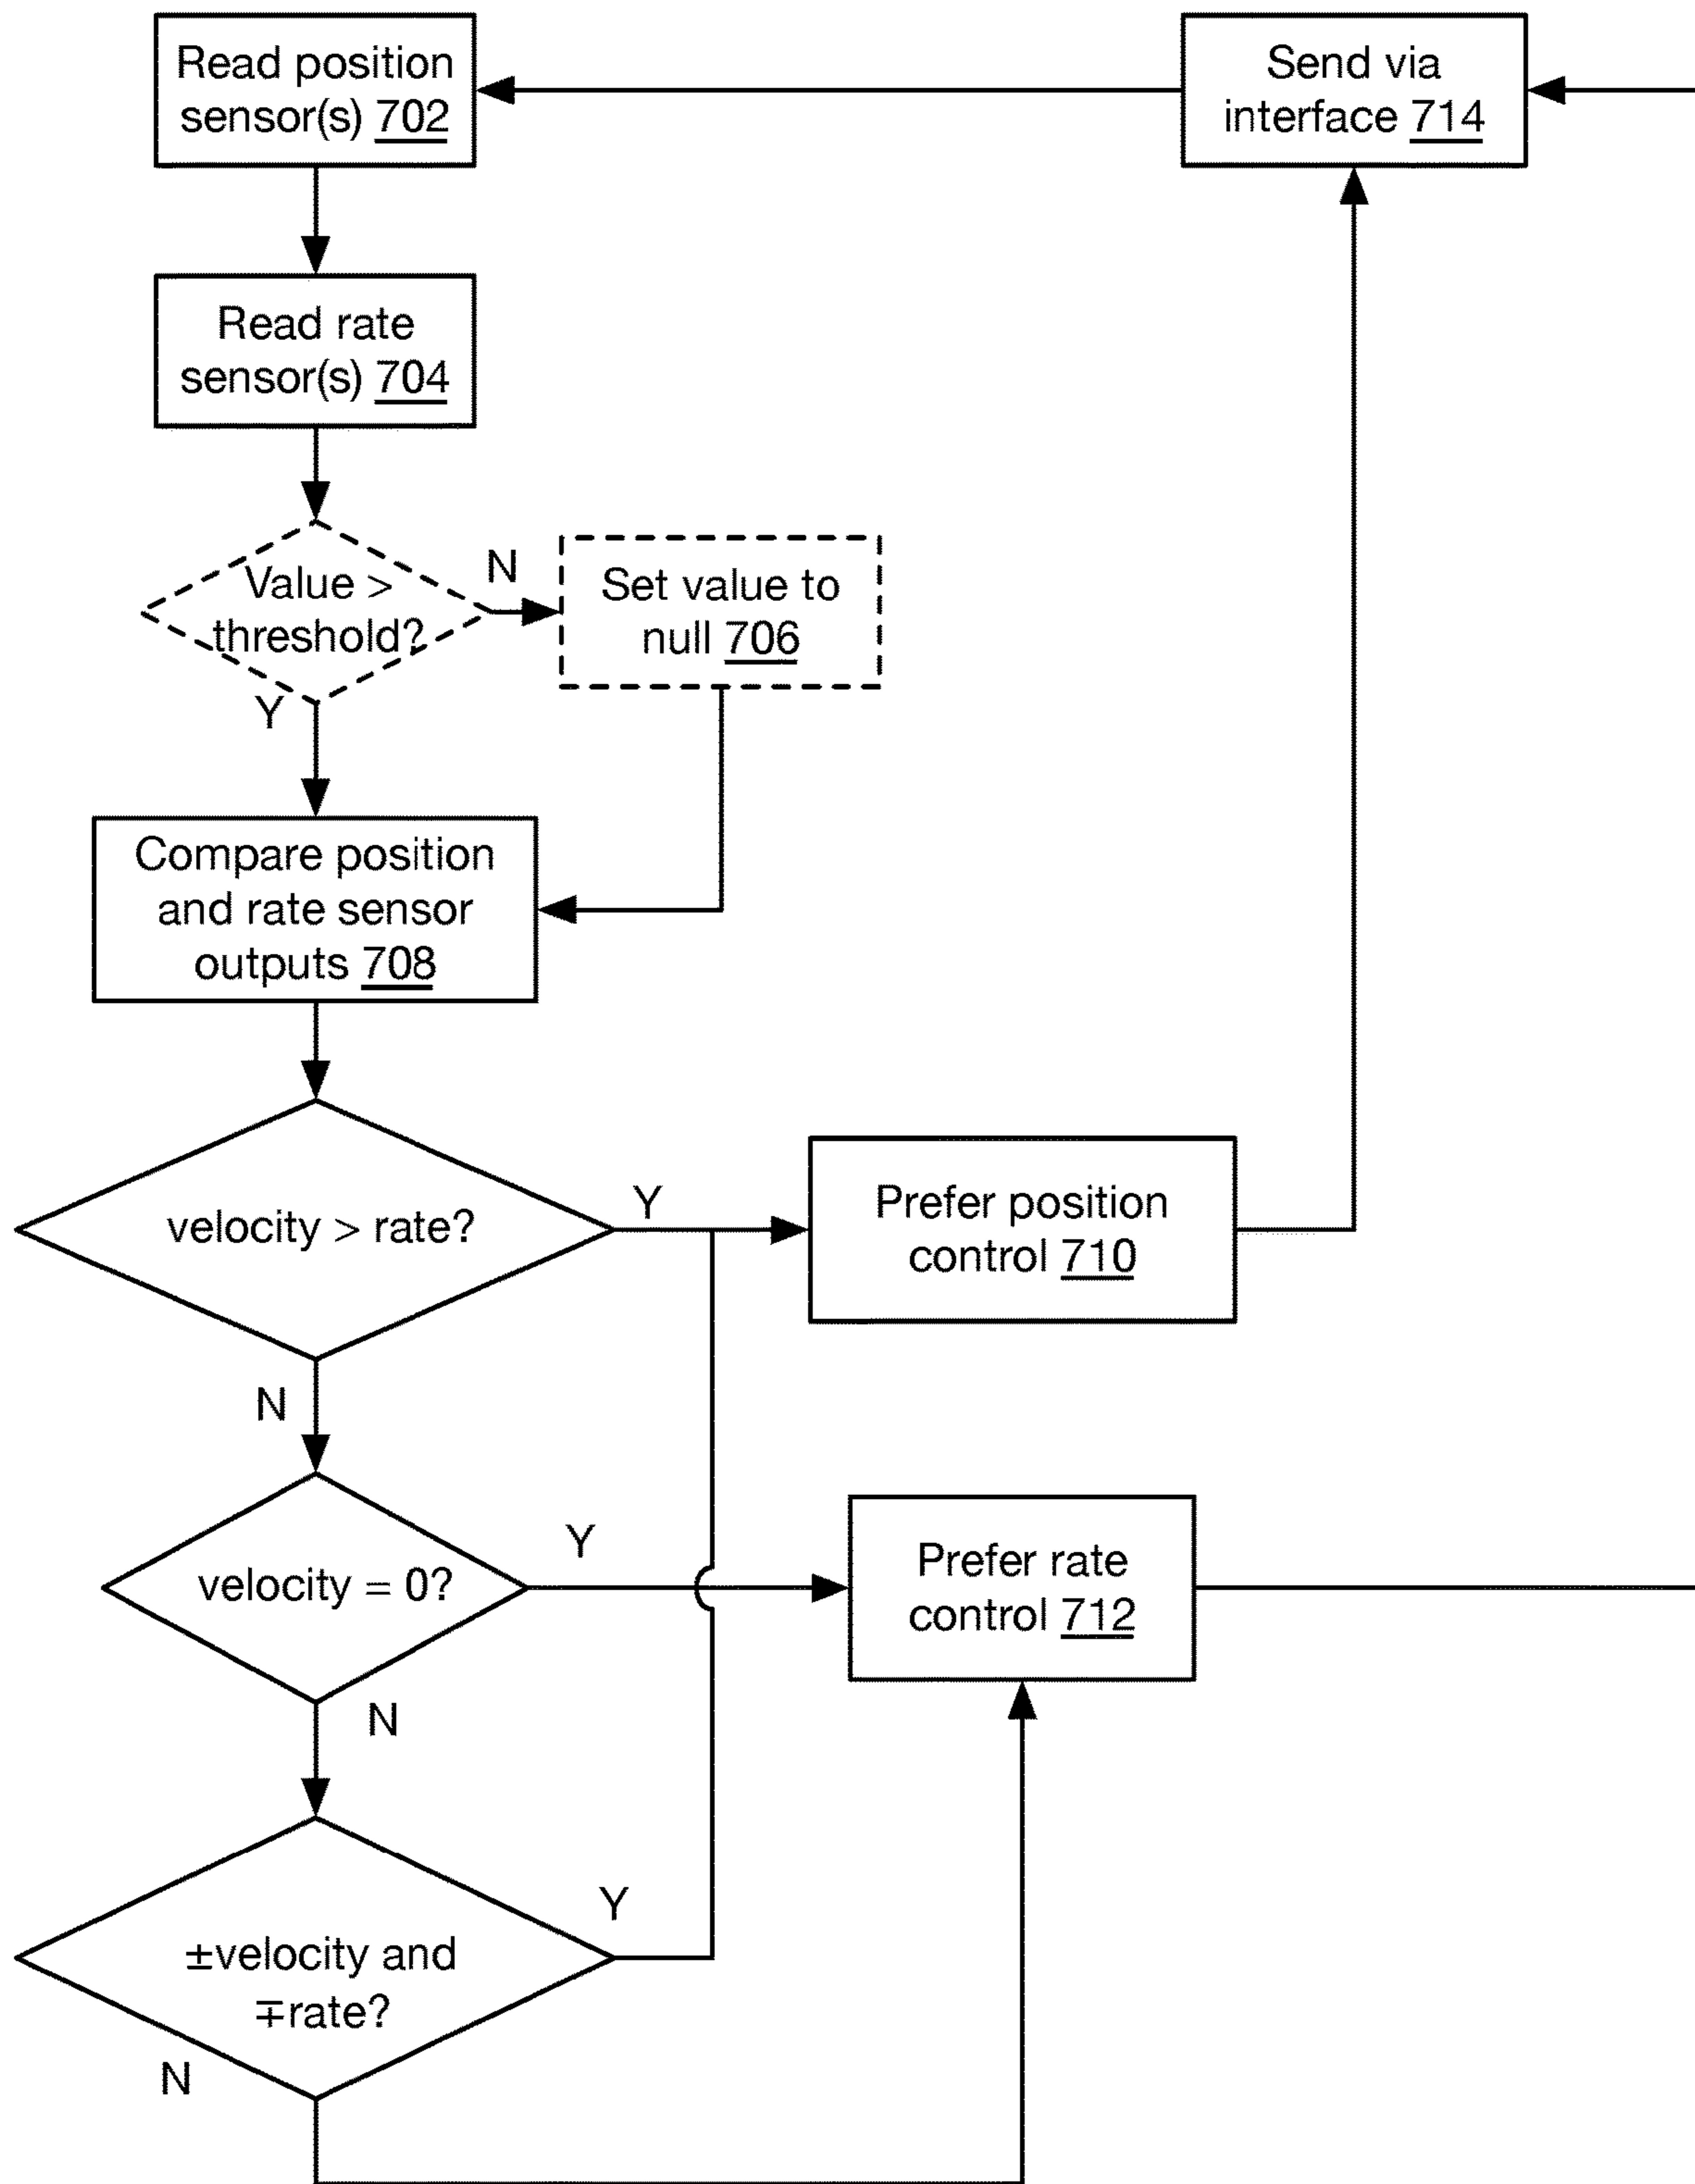 Read position
sensor(s) 702
Send via
interface 714
Read rate
sensor(s) 704
Value >
threshold?
N
Set value to
null 706
Y
Compare position
and rate sensor
outputs 708
velocity > rate?
Y
Prefer position
control 710
N
velocity = 0?
Y
Prefer rate
control 712
N
±velocity and
∓rate?
Y
N